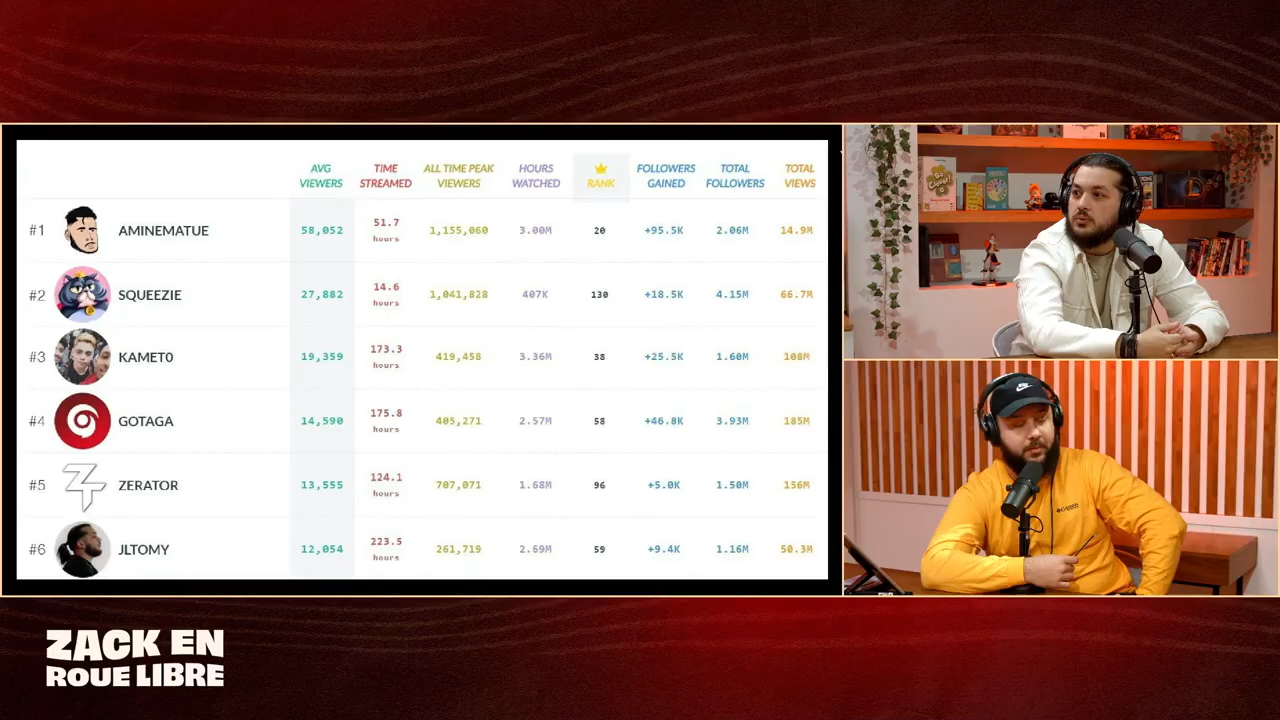 AVG VIEWERS
TIME STREAMED
ALL TIME PEAK VIEWERS
HOURS WATCHED
RANK
FOLLOWERS GAINED
TOTAL FOLLOWERS
TOTAL VIEWS
#1 AMINEMATUE 58,052 51.7 hours 1,155,060 3.00M 20 +95.5K 2.06M 14.9M
#2 SQUEEZIE 27,882 14.6 hours 1,041,828 407K 130 +18.5K 4.15M 66.7M
#3 KAMET0 19,359 173.3 hours 419,458 3.36M 38 +25.5K 1.60M 108M
#4 GOTAGA 14,590 175.8 hours 405,271 2.57M 58 +46.8K 3.93M 185M
#5 ZERATOR 13,555 124.1 hours 707,071 1.68M 96 +5.0K 1.50M 156M
#6 JLTOMY 12,054 223.5 hours 261,719 2.69M 59 +9.4K 1.16M 50.3M
So Clover!
ZACK EN
ROUE LIBRE